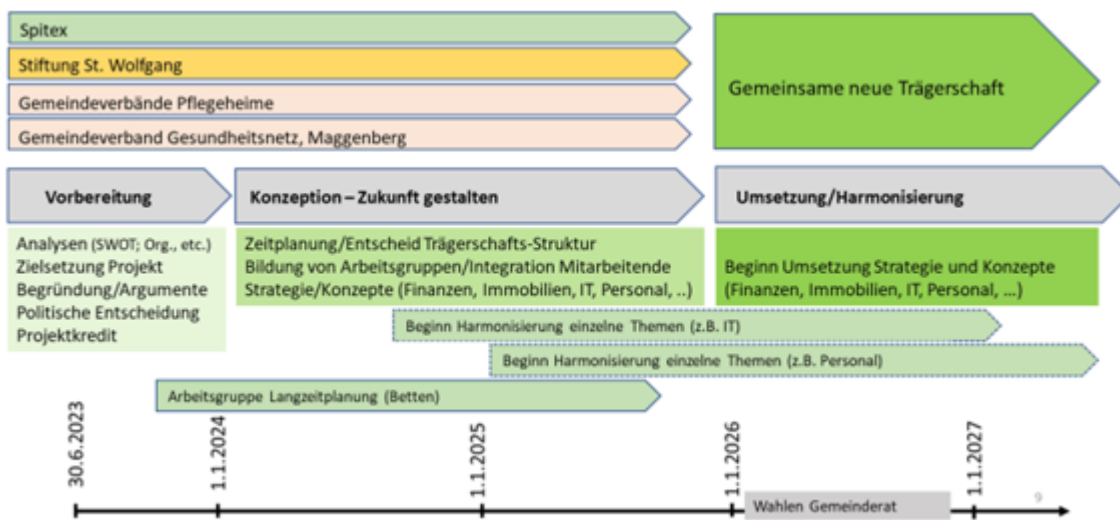 Spitex
Stiftung St. Wolfgang
Gemeindeverbände Pflegeheime
Gemeindeverband Gesundheitsnetz, Maggenberg
Gemeinsame neue Trägerschaft
Vorbereitung
Konzeption – Zukunft gestalten
Umsetzung/Harmonisierung
Analysen (SWOT; Org., etc.)
Zielsetzung Projekt
Begründung/Argumente
Politische Entscheidung
Projektkredit
Zeitplanung/Entscheid Trägerschafts-Struktur
Bildung von Arbeitsgruppen/Integration Mitarbeitende
Strategie/Konzepte (Finanzen, Immobilien, IT, Personal, ..)
Beginn Umsetzung Strategie und Konzepte
(Finanzen, Immobilien, IT, Personal, ...)
Beginn Harmonisierung einzelne Themen (z.B. IT)
Beginn Harmonisierung einzelne Themen (z.B. Personal)
Arbeitsgruppe Langzeitplanung (Betten)
30.6.2023
1.1.2024
1.1.2025
1.1.2026
1.1.2027
Wahlen Gemeinderat
9